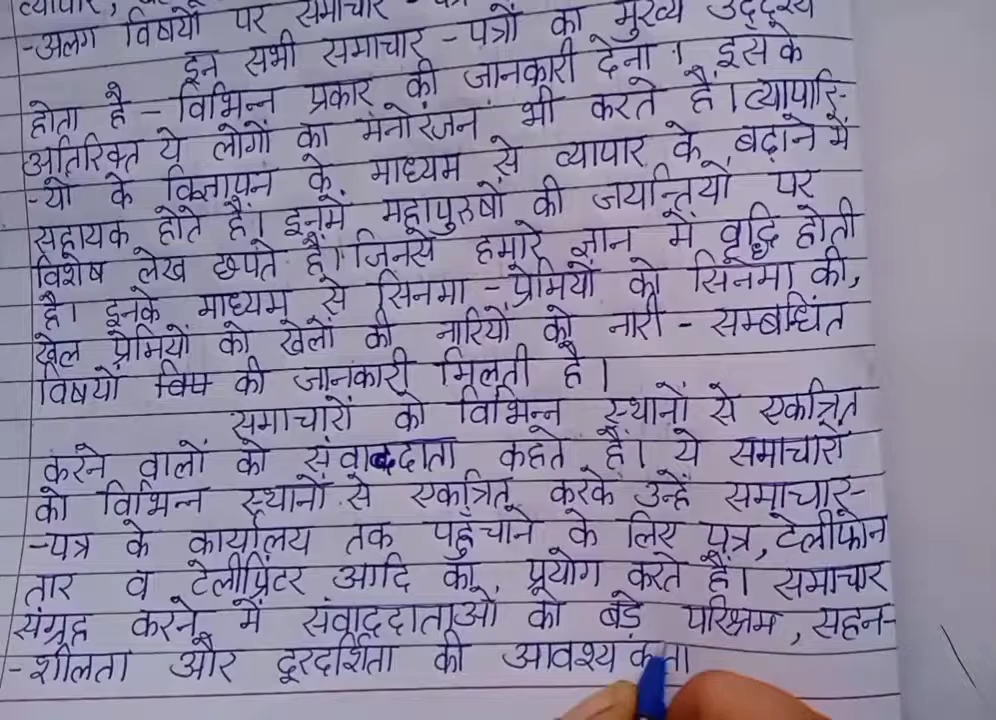 व्यापार,
-अलग विषयों पर समाचार -
इन सभी समाचार - पत्रों का मुख्य उद्देश्य
होता है - विभिन्न प्रकार की जानकारी देना । इस के
अतिरिक्त ये लोगों का मनोरंजन भी करते हैं। व्यापारि-
-यों के विज्ञापन के माध्यम से व्यापार के बढ़ाने में
सहायक होते हैं। इनमें महापुरुषों की जयन्तियों पर
विशेष लेख छपते हैं। जिनसे हमारे ज्ञान में वृद्धि होती
है। इनके माध्यम से सिनेमा - प्रेमियों को सिनेमा की,
खेल प्रेमियों को खेलों की नारियों को नारी - सम्बन्धित
विषयों की जानकारी मिलती है।
समाचारों को विभिन्न स्थानों से एकत्रित
करने वालों को संवाददाता कहते हैं। ये समाचारों
को विभिन्न स्थानों से एकत्रित करके उन्हें समाचार-
-पत्र के कार्यालय तक पहुँचाने के लिए पत्र, टेलीफोन
तार व टेलीप्रिंटर आदि का प्रयोग करते हैं। समाचार
संग्रह करने में संवाददाताओं को बड़े परिश्रम, सहन-
-शीलता और दूरदर्शिता की आवश्यकता